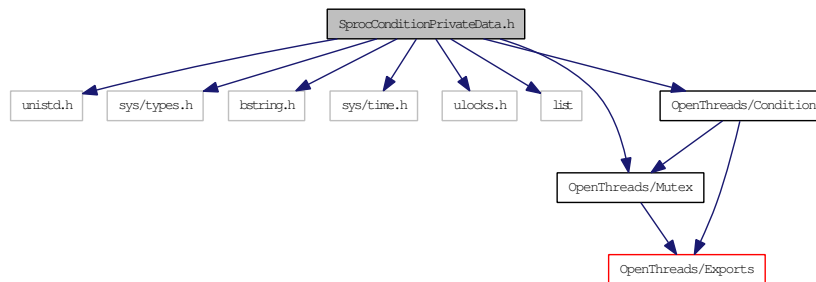 SprocConditionPrivateData.h
unistd.h
sys/types.h
bstring.h
sys/time.h
ulocks.h
list
OpenThreads/Condition
OpenThreads/Mutex
OpenThreads/Exports